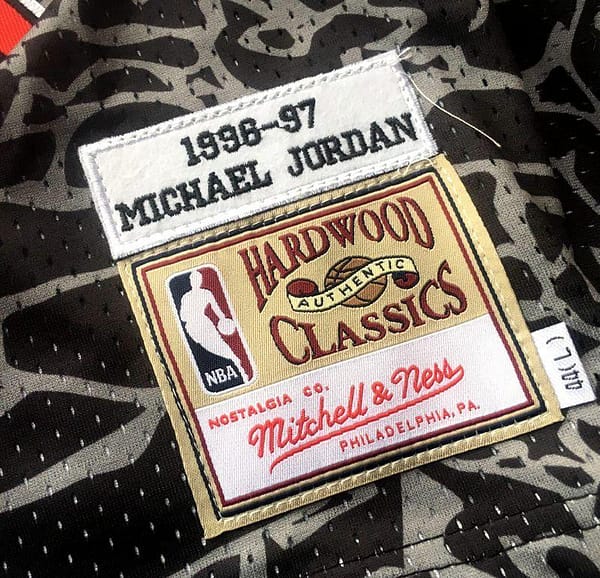 1996-97
MICHAEL JORDAN
HARDWOOD
AUTHENTIC
CLASSICS
NBA
NOSTALGIA CO.
Mitchell & Ness
PHILADELPHIA, PA.
44(L)